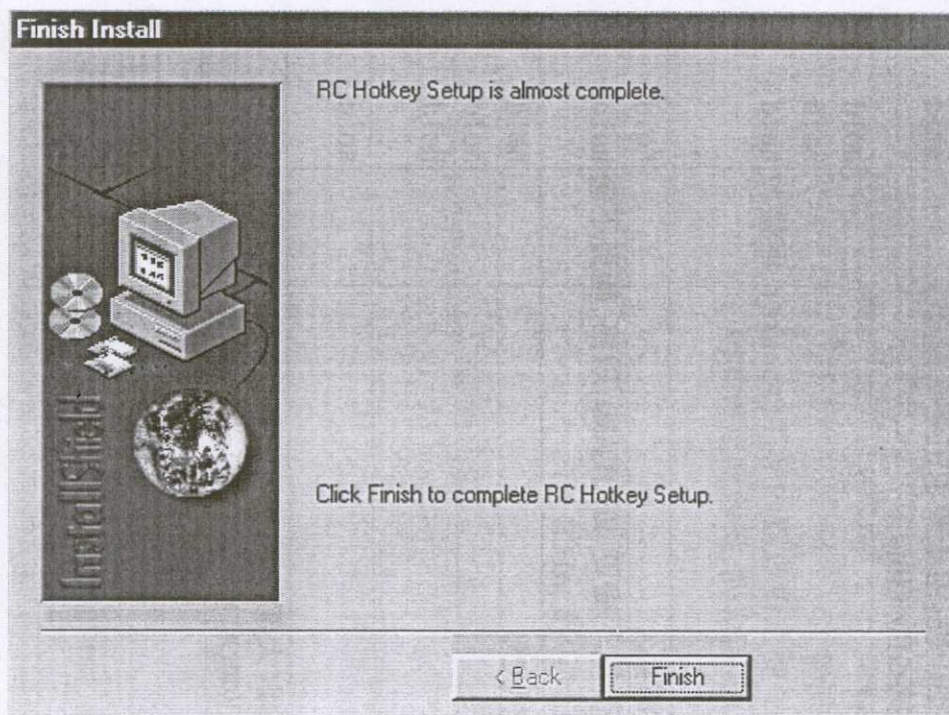 Finish Install
RC Hotkey Setup is almost complete.
InstallShield
Click Finish to complete RC Hotkey Setup.
< Back
Finish